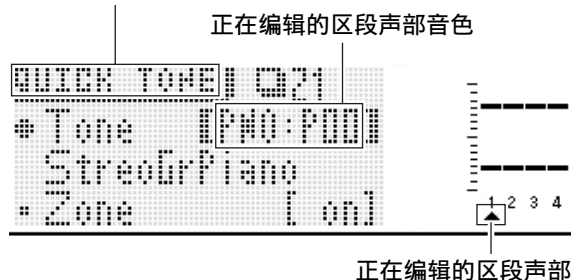 正在编辑的区段声部音色
QUICK TONE】 21
Tone 【PNO:P00】
StreoGrPiano
Zone [ on]
1 2 3 4
正在编辑的区段声部